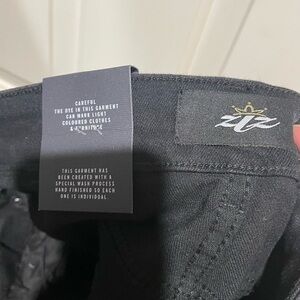 CAREFUL
THE DYE IN THIS GARMENT
CAN MARK LIGHT
COLOURED CLOTHES
& FURNITURE
THIS GARMENT HAS
BEEN CREATED WITH A
SPECIAL WASH PROCESS
HAND FINISHED SO EACH
ONE IS INDIVIDUAL.